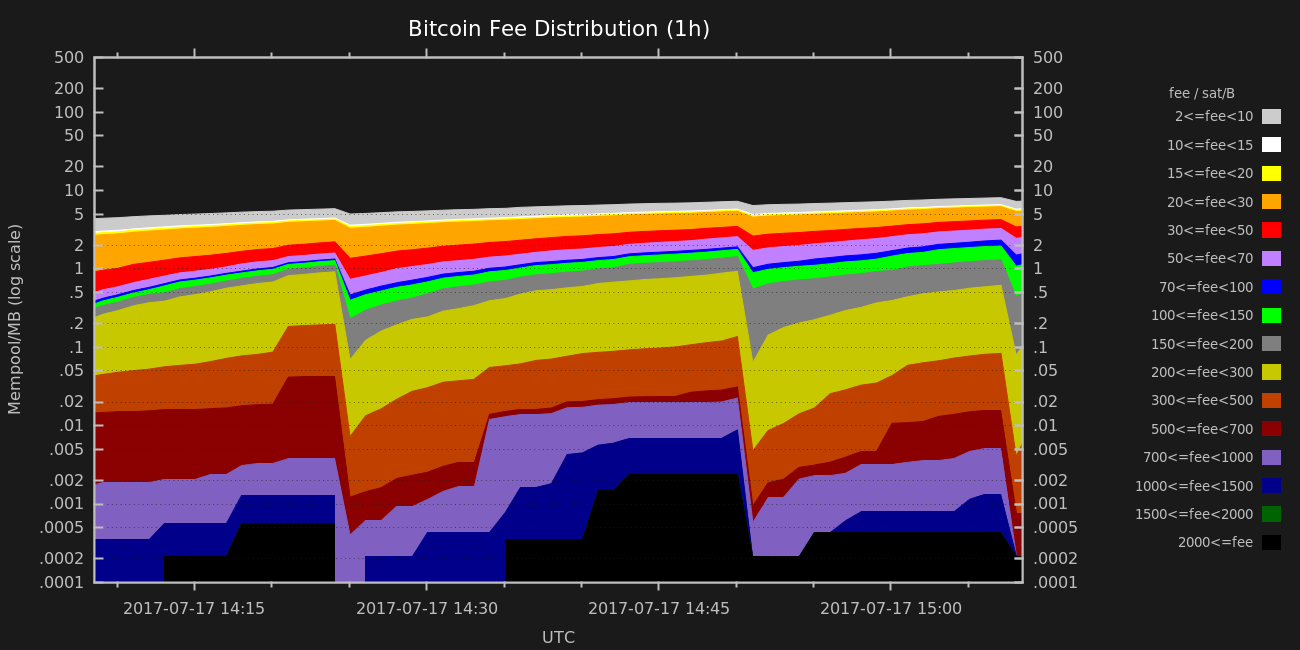 Bitcoin Fee Distribution (1h)
500 500
200 200
100 100
50 50
20 20
10 10
5 5
2 2
1 1
.5 .5
.2 .2
.1 .1
.05 .05
.02 .02
.01 .01
.005 .005
.002 .002
.001 .001
.0005 .0005
.0002 .0002
.0001 .0001
Mempool/MB (log scale)
2017-07-17 14:15 2017-07-17 14:30 2017-07-17 14:45 2017-07-17 15:00
UTC
fee / sat/B
2<=fee<10
10<=fee<15
15<=fee<20
20<=fee<30
30<=fee<50
50<=fee<70
70<=fee<100
100<=fee<150
150<=fee<200
200<=fee<300
300<=fee<500
500<=fee<700
700<=fee<1000
1000<=fee<1500
1500<=fee<2000
2000<=fee